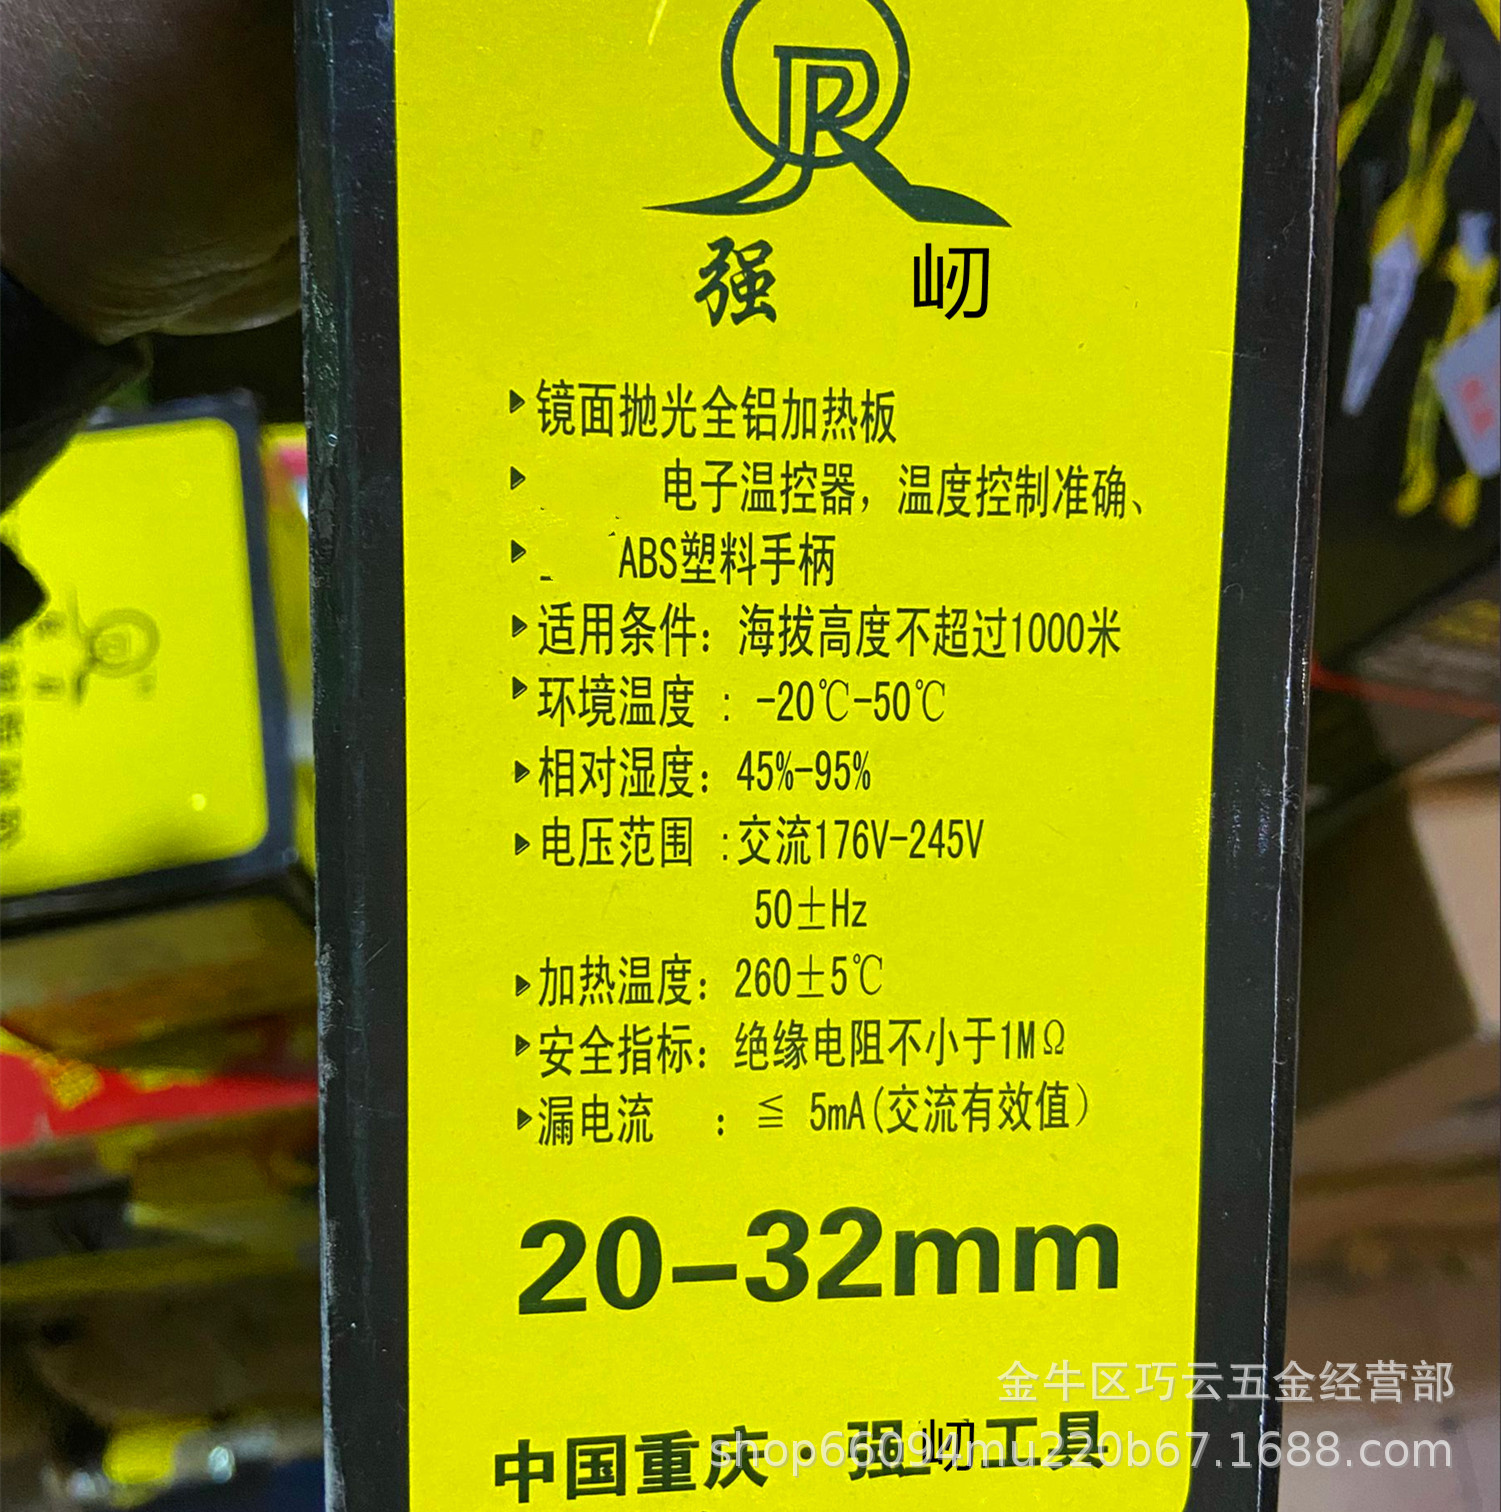 强 屻
镜面抛光全铝加热板
电子温控器，温度控制准确、
ABS塑料手柄
适用条件：海拔高度不超过1000米
环境温度 : -20℃-50℃
相对湿度: 45%-95%
电压范围 :交流176V-245V
50±Hz
加热温度: 260±5℃
安全指标: 绝缘电阻不小于1MΩ
漏电流 : ≦ 5mA(交流有效值)
20-32mm
金牛区巧云五金经营部
中国重庆·强屻工具
shop66094mu220b67.1688.com